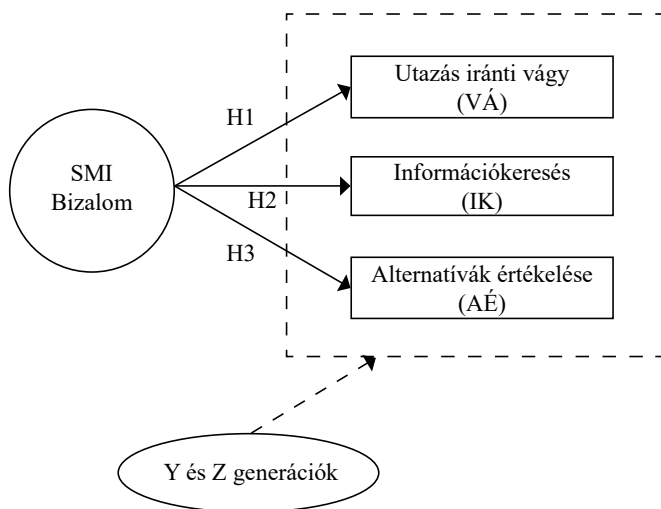 Utazás iránti vágy
(VÁ)
H1
SMI
Bizalom
Információkeresés
(IK)
H2
H3
Alternatívák értékelése
(AÉ)
Y és Z generációk